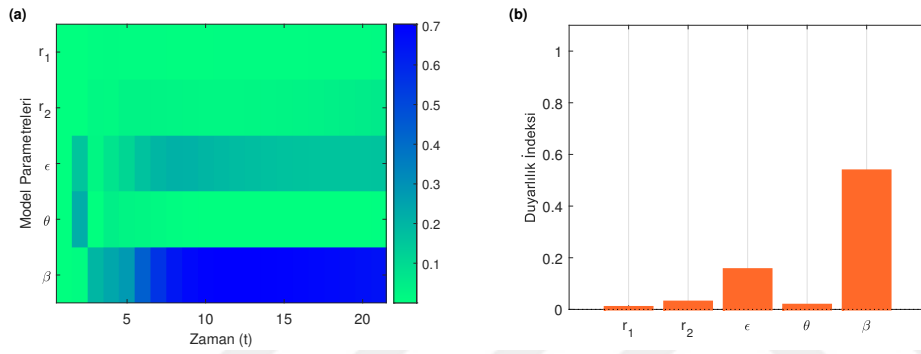 (a)
Model Parametreleri
r1
r2
ϵ
θ
β
5
10
15
20
Zaman (t)
0.7
0.6
0.5
0.4
0.3
0.2
0.1
(b)
Duyarlılık İndeksi
1
0.8
0.6
0.4
0.2
0
r1
r2
ϵ
θ
β